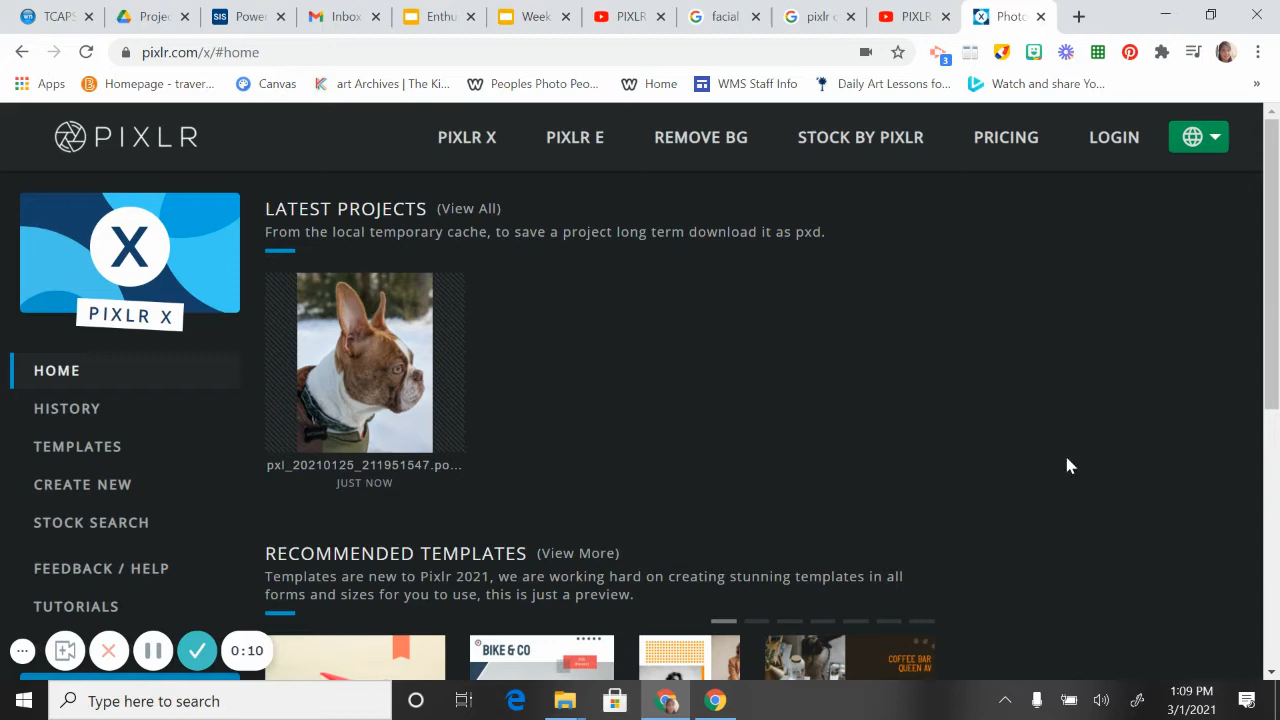 TCAPS
Project
SIS
Power
Inbox
Enthu
Week
PIXLR
facial
pixlr c
PIXLR
Photo
pixlr.com/x/#home
3
Apps
Homepage - traver...
Canvas
art Archives | The Ki...
Peoples Photo Peo...
Home
WMS Staff Info
Daily Art Lessons fo...
Watch and share Yo...
»
PIXLR
PIXLR X
PIXLR E
REMOVE BG
STOCK BY PIXLR
PRICING
LOGIN
X
PIXLR X
HOME
HISTORY
TEMPLATES
CREATE NEW
STOCK SEARCH
FEEDBACK / HELP
TUTORIALS
LATEST PROJECTS (View All)
From the local temporary cache, to save a project long term download it as pxd.
pxl_20210125_211951547.po...
JUST NOW
RECOMMENDED TEMPLATES (View More)
Templates are new to Pixlr 2021, we are working hard on creating stunning templates in all
forms and sizes for you to use, this is just a preview.
BIKE & CO
COFFEE BAR
QUEEN AV
0:10
Type here to search
1:09 PM
3/1/2021